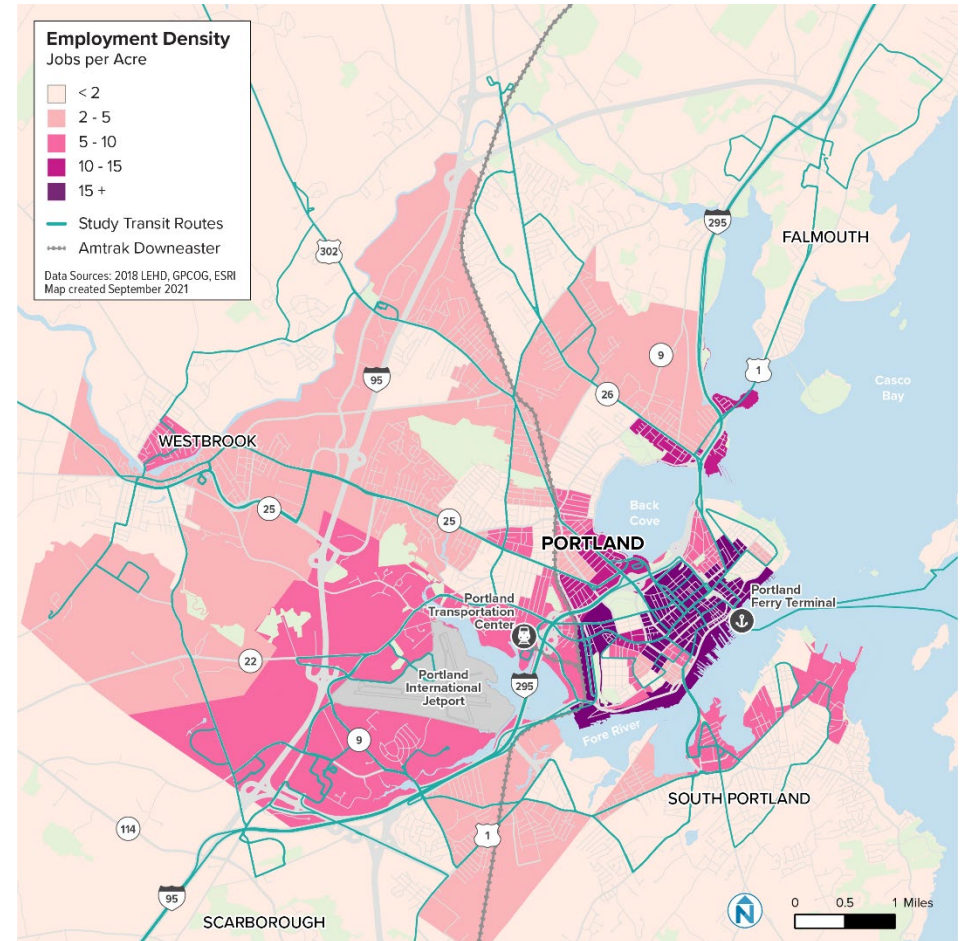 Employment Density
Jobs per Acre
< 2
2 - 5
5 - 10
10 - 15
15 +
Study Transit Routes
Amtrak Downeaster
Data Sources: 2018 LEHD, GPCOG, ESRI
Map created September 2021
302
295
FALMOUTH
9
1
95
26
Casco
Bay
WESTBROOK
25
25
Back
Cove
PORTLAND
Portland
Transportation
Center
Portland
Ferry Terminal
22
Portland
International
Jetport
295
Fore River
9
SOUTH PORTLAND
114
1
95
SCARBOROUGH
N
0 0.5 1 Miles